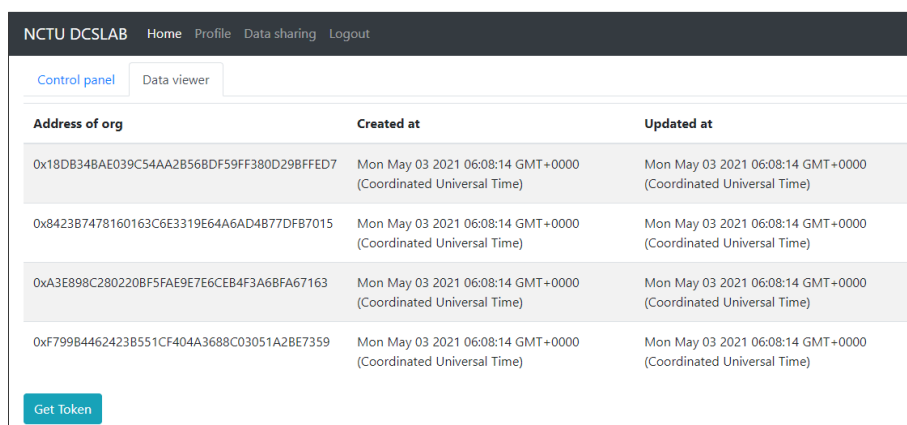 NCTU DCSLAB Home Profile Data sharing Logout
Control panel Data viewer
Address of org Created at Updated at
0x18DB34BAE039C54AA2B56BDF59FF380D29BFFED7 Mon May 03 2021 06:08:14 GMT+0000 Mon May 03 2021 06:08:14 GMT+0000
(Coordinated Universal Time) (Coordinated Universal Time)
0x8423B7478160163C6E3319E64A6AD4B77DFB7015 Mon May 03 2021 06:08:14 GMT+0000 Mon May 03 2021 06:08:14 GMT+0000
(Coordinated Universal Time) (Coordinated Universal Time)
0xA3E898C280220BF5FAE9E7E6CEB4F3A6BFA67163 Mon May 03 2021 06:08:14 GMT+0000 Mon May 03 2021 06:08:14 GMT+0000
(Coordinated Universal Time) (Coordinated Universal Time)
0xF799B4462423B551CF404A3688C03051A2BE7359 Mon May 03 2021 06:08:14 GMT+0000 Mon May 03 2021 06:08:14 GMT+0000
(Coordinated Universal Time) (Coordinated Universal Time)
Get Token